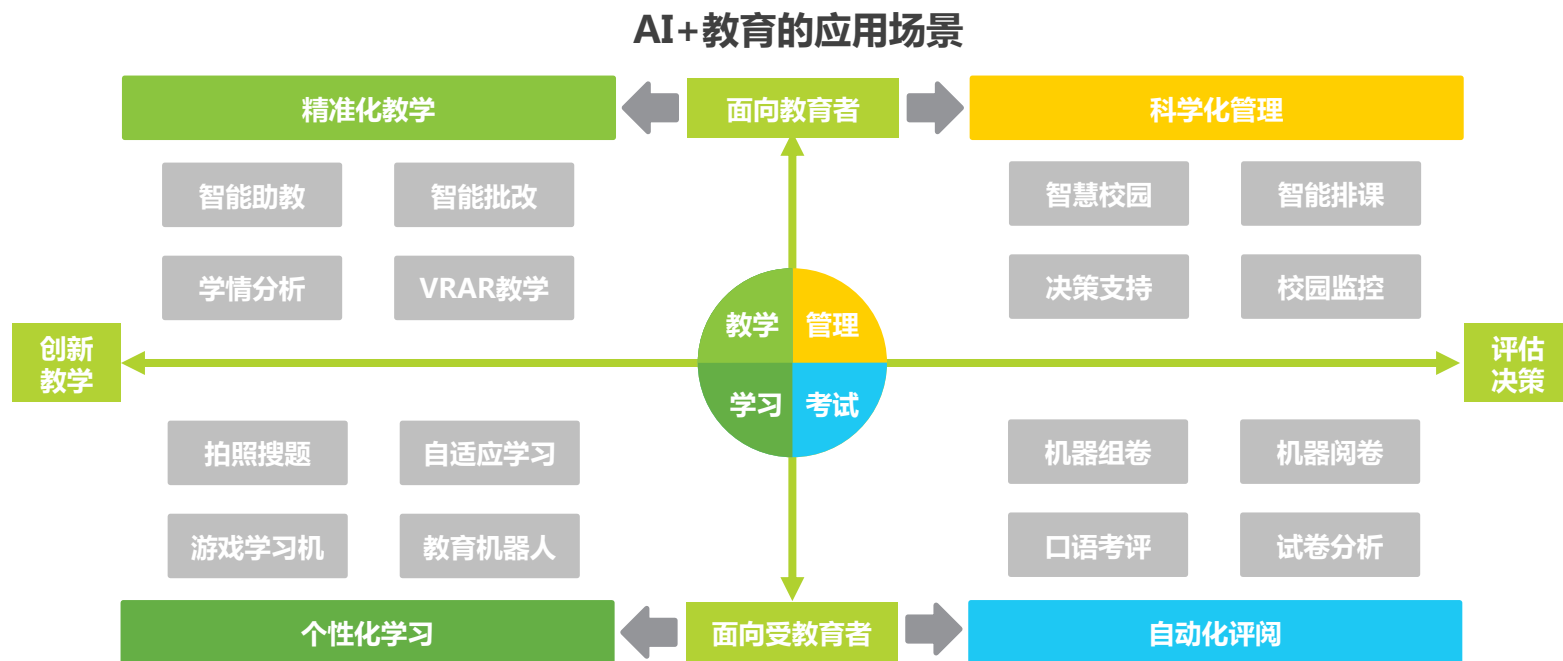 AI+教育的应用场景
精准化教学
面向教育者
科学化管理
智能助教
智能批改
智慧校园
智能排课
学情分析
VRAR教学
决策支持
校园监控
教学
管理
创新
教学
评估
决策
学习
考试
拍照搜题
自适应学习
机器组卷
机器阅卷
游戏学习机
教育机器人
口语考评
试卷分析
个性化学习
面向受教育者
自动化评阅